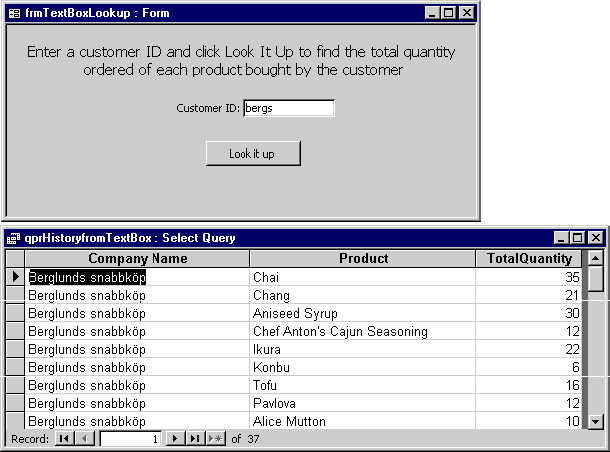 frmTextBoxLookup : Form
Enter a customer ID and click Look It Up to find the total quantity
ordered of each product bought by the customer
Customer ID: bergs
Look it up
qprHistoryfromTextBox : Select Query
Company Name Product TotalQuantity
Berglunds snabbköp Chai 35
Berglunds snabbköp Chang 21
Berglunds snabbköp Aniseed Syrup 30
Berglunds snabbköp Chef Anton's Cajun Seasoning 12
Berglunds snabbköp Ikura 22
Berglunds snabbköp Konbu 6
Berglunds snabbköp Tofu 16
Berglunds snabbköp Pavlova 12
Berglunds snabbköp Alice Mutton 10
Record: 1 of 37